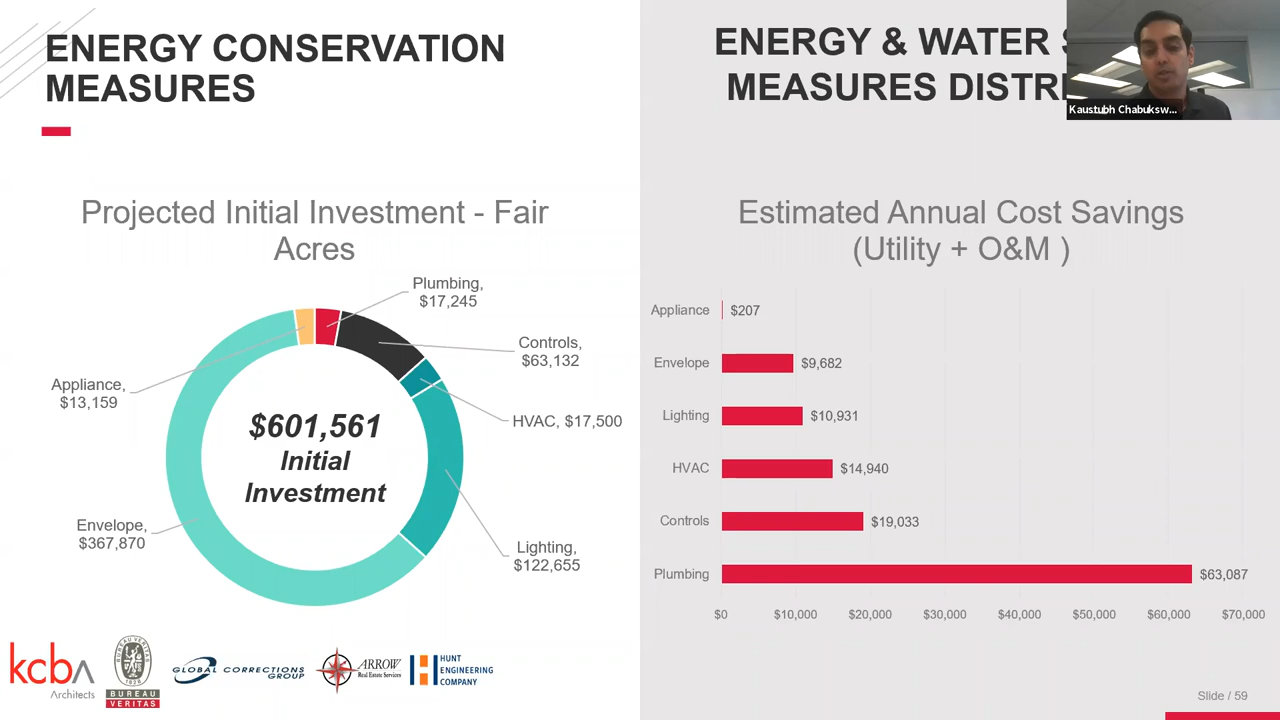 ENERGY CONSERVATION
MEASURES
Projected Initial Investment - Fair
Acres
Plumbing,
$17,245
Controls,
$63,132
HVAC, $17,500
Lighting,
$122,655
Envelope,
$367,870
Appliance,
$13,159
$601,561
Initial
Investment
kcba
Architects
BUREAU VERITAS
1828
BUREAU
VERITAS
GLOBAL CORRECTIONS
GROUP
ARROW
Real Estate Services
H
HUNT
ENGINEERING
COMPANY
ENERGY & WATER
MEASURES
Kaustubh Chabuksw...
Estimated Annual Cost Savings
(Utility + O&M )
Appliance $207
Envelope $9,682
Lighting $10,931
HVAC $14,940
Controls $19,033
Plumbing $63,087
$0 $10,000 $20,000 $30,000 $40,000 $50,000 $60,000 $70,000
Slide / 59